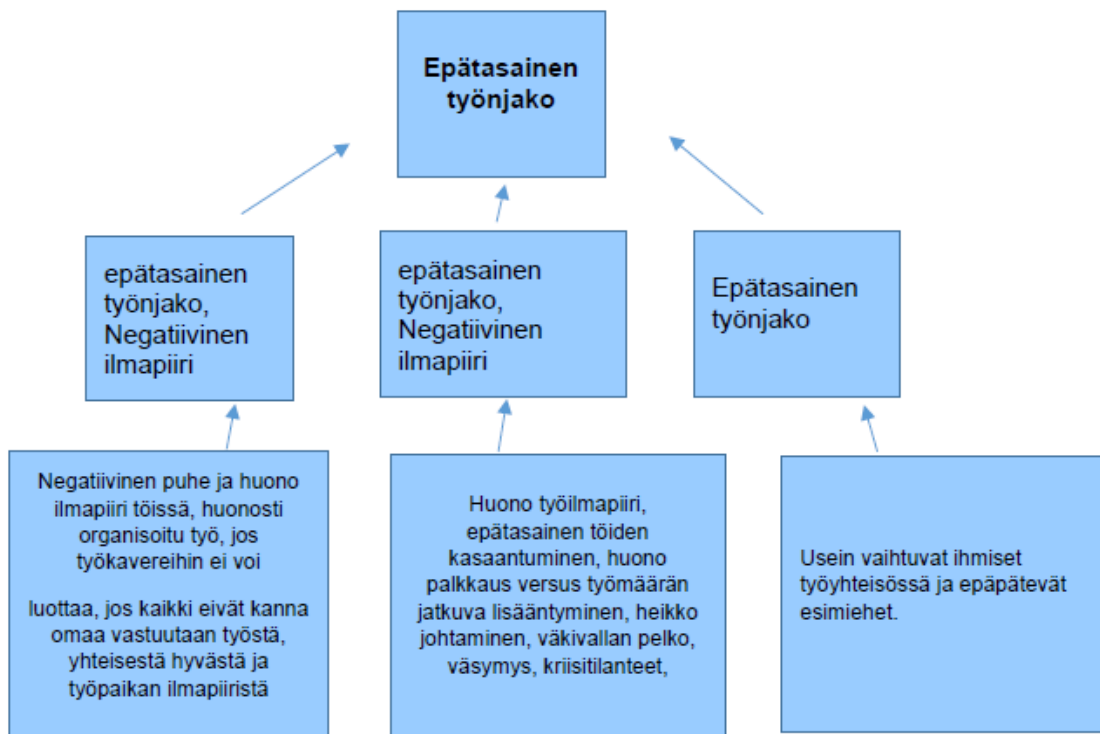 Epätasainen
työnjako
epätasainen
työnjako,
Negatiivinen
ilmapiiri
epätasainen
työnjako,
Negatiivinen
ilmapiiri
Epätasainen
työnjako
Negatiivinen puhe ja huono
ilmapiiri töissä, huonosti
organisoitu työ, jos
työkavereihin ei voi
luottaa, jos kaikki eivät kanna
omaa vastuutaan työstä,
yhteisestä hyvästä ja
työpaikan ilmapiiristä
Huono työilmapiiri,
epätasainen töiden
kasaantuminen, huono
palkkaus versus työmäärän
jatkuva lisääntyminen, heikko
johtaminen, väkivallan pelko,
väsymys, kriisitilanteet,
Usein vaihtuvat ihmiset
työyhteisössä ja epäpätevät
esimiehet.